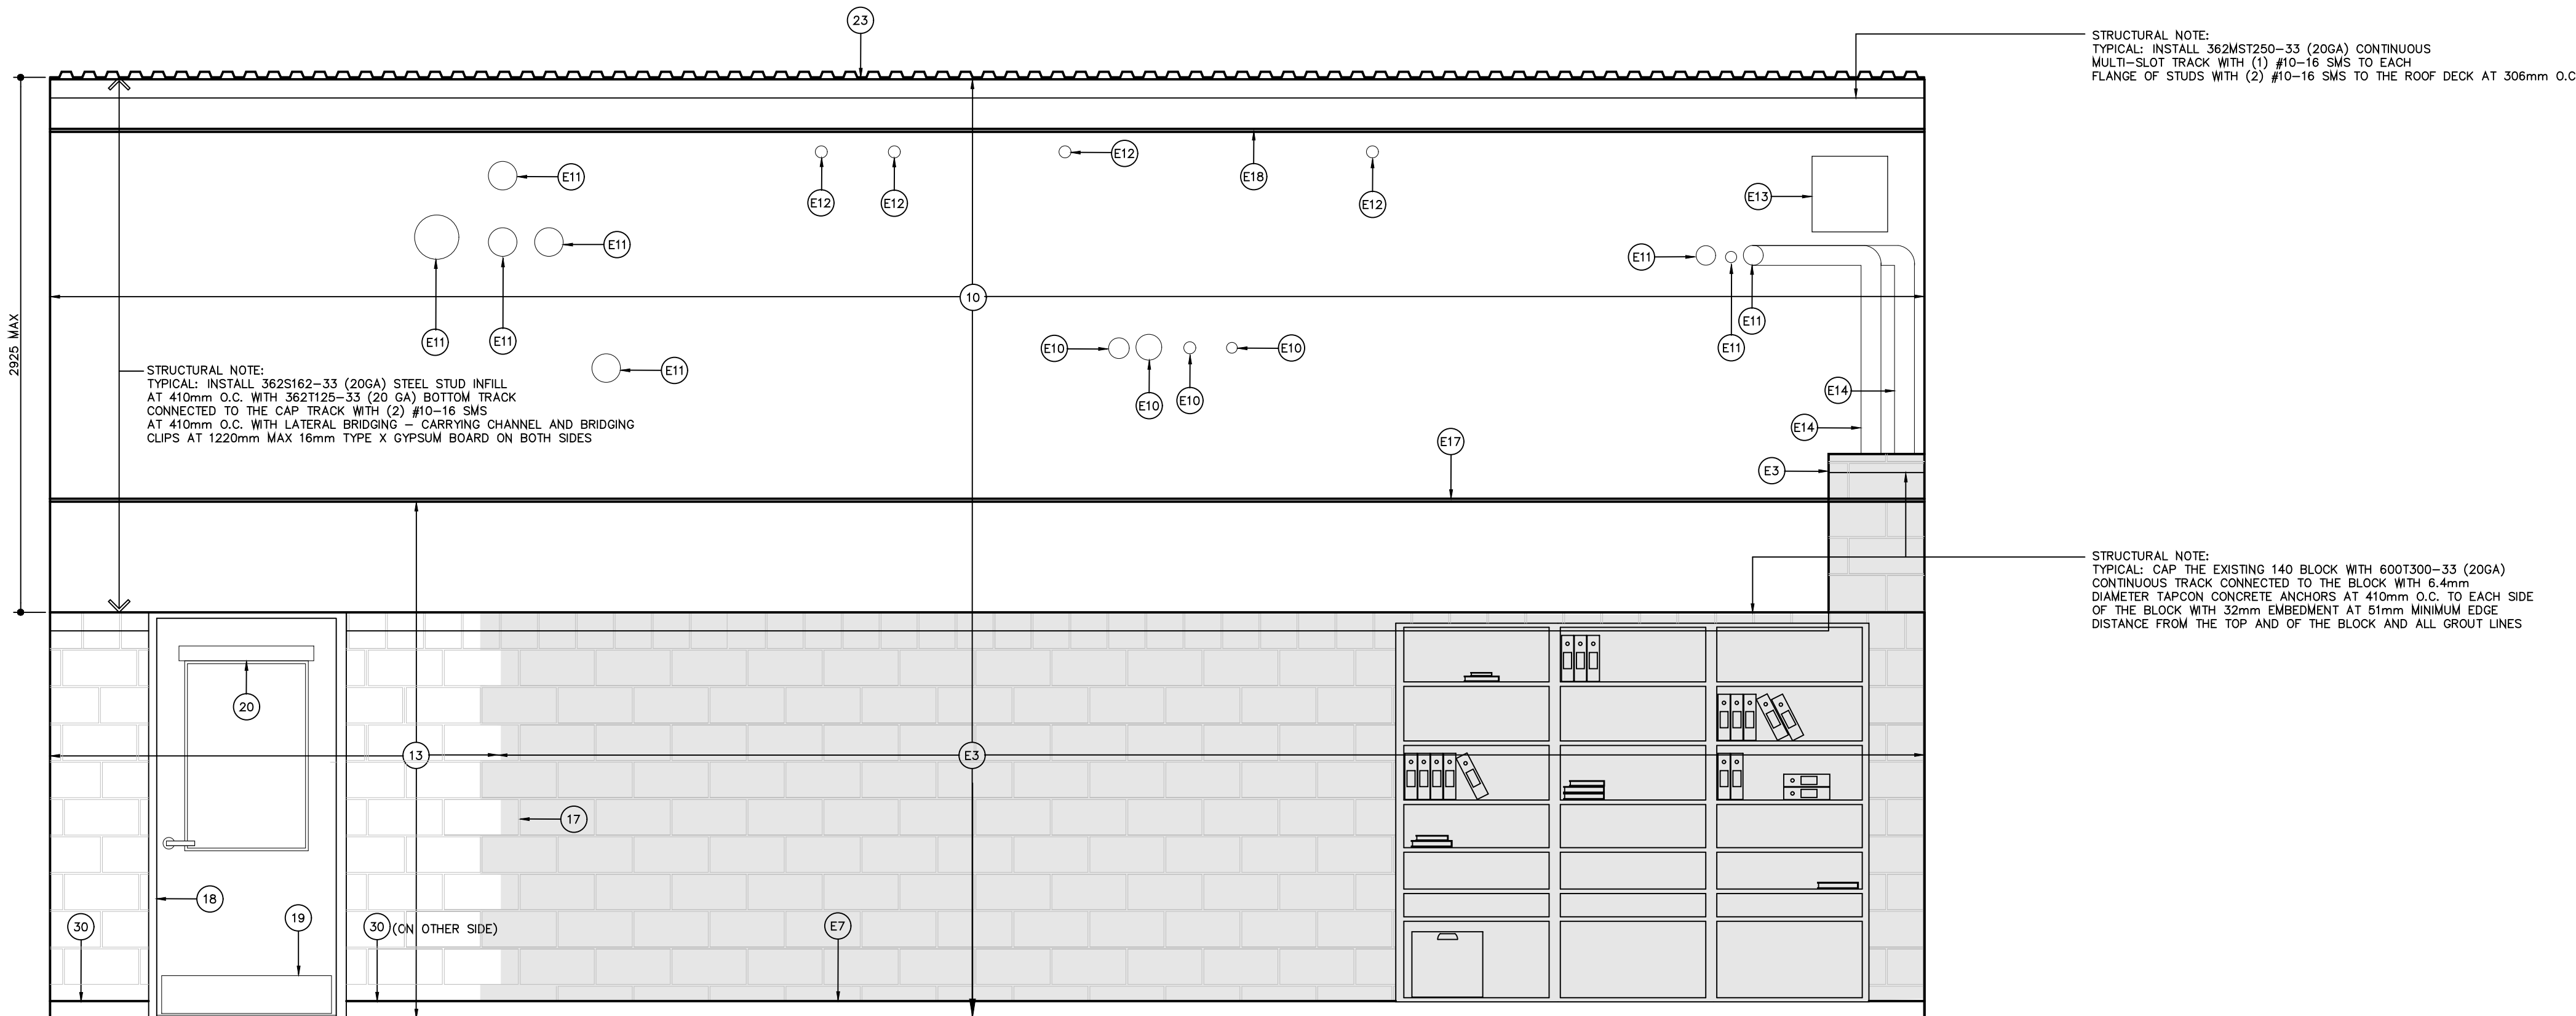 23
STRUCTURAL NOTE:
TYPICAL: INSTALL 362MST250-33 (20GA) CONTINUOUS
MULTI-SLOT TRACK WITH (1) #10-16 SMS TO EACH
FLANGE OF STUDS WITH (2) #10-16 SMS TO THE ROOF DECK AT 306mm O.C
E12
E18
E11
E13
E12
E12
E12
E11
E11
10
E11
2925 MAX
E11
E11
E11
E10
E10
E11
E11
STRUCTURAL NOTE:
TYPICAL: INSTALL 362S162-33 (20GA) STEEL STUD INFILL
AT 410mm O.C. WITH 362T125-33 (20 GA) BOTTOM TRACK
CONNECTED TO THE CAP TRACK WITH (2) #10-16 SMS
AT 410mm O.C. WITH LATERAL BRIDGING – CARRYING CHANNEL AND BRIDGING
CLIPS AT 1220mm MAX 16mm TYPE X GYPSUM BOARD ON BOTH SIDES
E14
E10
E10
E14
E17
E3
STRUCTURAL NOTE:
TYPICAL: CAP THE EXISTING 140 BLOCK WITH 600T300-33 (20GA)
CONTINUOUS TRACK CONNECTED TO THE BLOCK WITH 6.4mm
DIAMETER TAPCON CONCRETE ANCHORS AT 410mm O.C. TO EACH SIDE
OF THE BLOCK WITH 32mm EMBEDMENT AT 51mm MINIMUM EDGE
DISTANCE FROM THE TOP AND OF THE BLOCK AND ALL GROUT LINES
20
13
E3
17
18
19
30
30 (ON OTHER SIDE)
E7